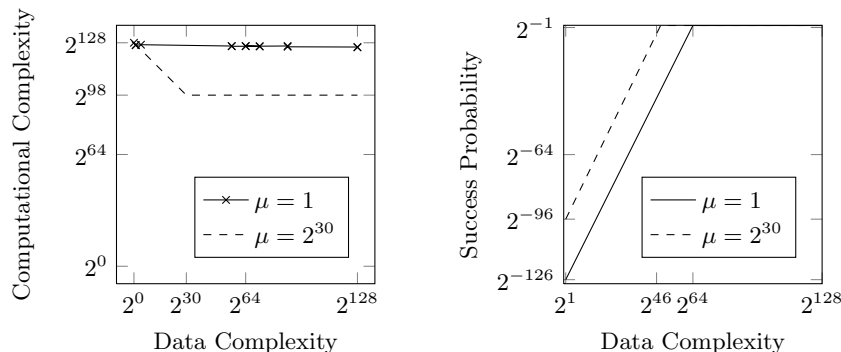 Computational Complexity
2^128
2^98
2^64
2^0
μ = 1
μ = 2^30
2^0 2^30 2^64 2^128
Data Complexity
Success Probability
2^−1
2^−64
2^−96
2^−126
μ = 1
μ = 2^30
2^1 2^46 2^64 2^128
Data Complexity